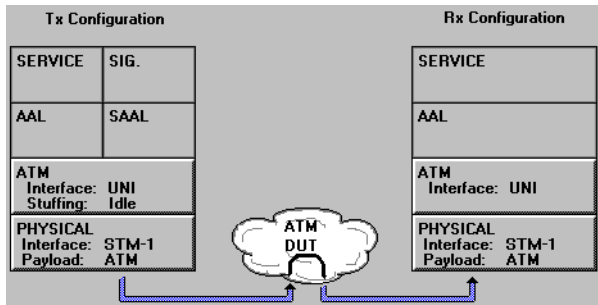 Tx Configuration
Rx Configuration
SERVICE
SIG.
AAL
SAAL
ATM
Interface: UNI
Stuffing: Idle
PHYSICAL
Interface: STM-1
Payload: ATM
ATM
DUT
SERVICE
AAL
ATM
Interface: UNI
PHYSICAL
Interface: STM-1
Payload: ATM